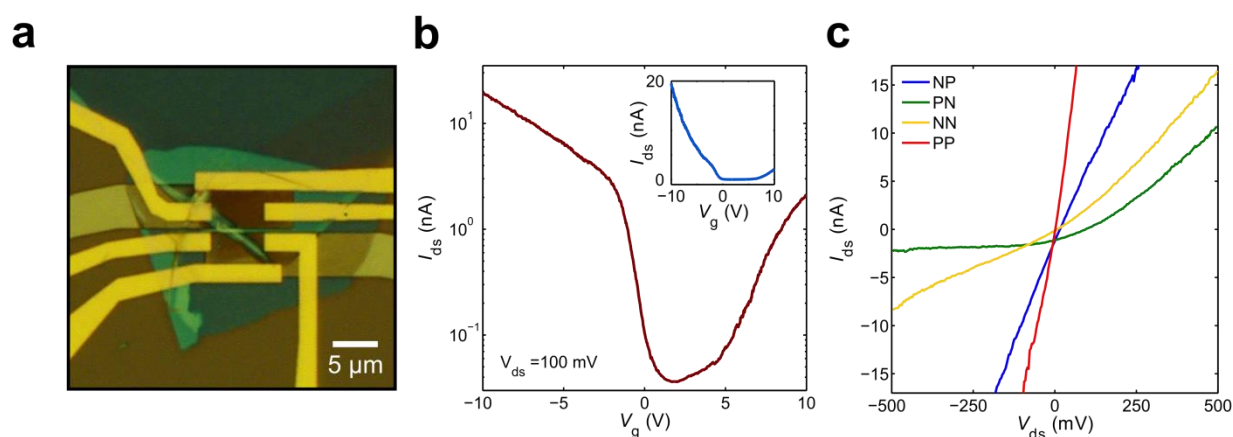 a
5 µm
b
I_ds (nA)
10¹
10⁰
10⁻¹
V_ds =100 mV
−10
−5
0
5
10
V_g (V)
20
I_ds (nA)
0
−10
0
10
V_g (V)
c
NP
PN
NN
PP
I_ds (nA)
15
10
5
0
−5
−10
−15
−500
−250
0
250
500
V_ds (mV)